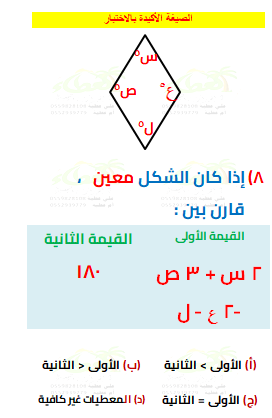 الصيغة الأكيدة بالاختبار
س°
ص°
ع°
ل°
٨) إذا كان الشكل معين ،
قارن بين :
القيمة الأولى
القيمة الثانية
٢ س + ٣ ص
-٢ ع - ل
١٨٠
(أ) الأولى > الثانية
(ب) الأولى < الثانية
(ج) الأولى = الثانية
(د) المعطيات غير كافية